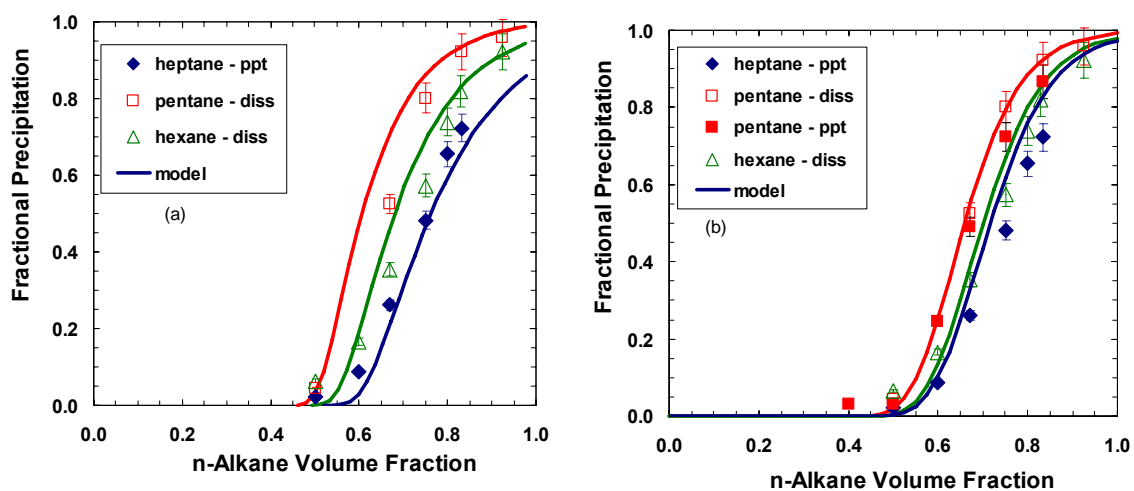 Fractional Precipitation
1.0
0.8
0.6
0.4
0.2
0.0
heptane - ppt
pentane - diss
hexane - diss
model
(a)
0.0 0.2 0.4 0.6 0.8 1.0
n-Alkane Volume Fraction
Fractional Precipitation
1.0
0.8
0.6
0.4
0.2
0.0
heptane - ppt
pentane - diss
pentane - ppt
hexane - diss
model
(b)
0.0 0.2 0.4 0.6 0.8 1.0
n-Alkane Volume Fraction